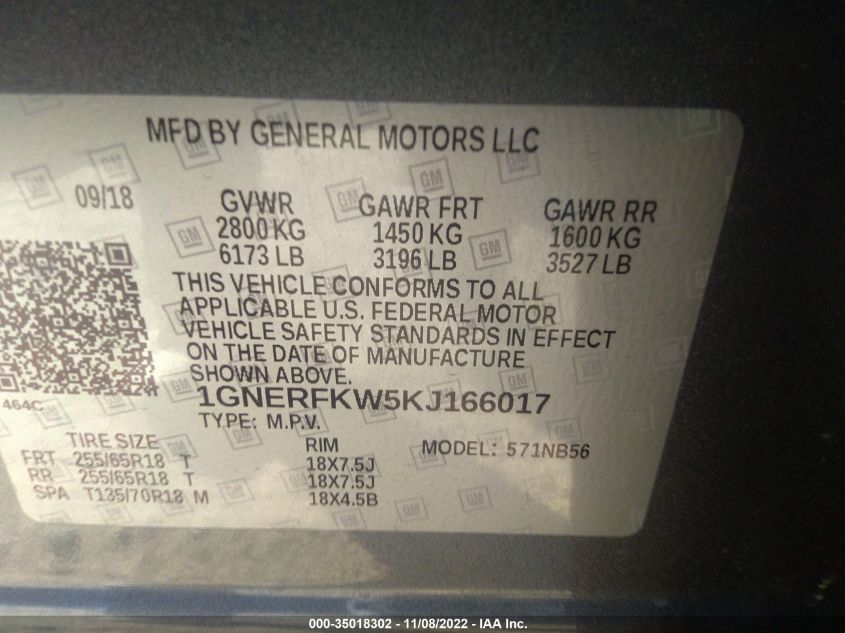 MFD BY GENERAL MOTORS LLC
09/18
GVWR GAWR FRT GAWR RR
2800 KG 1450 KG 1600 KG
6173 LB 3196 LB 3527 LB
THIS VEHICLE CONFORMS TO ALL
APPLICABLE U.S. FEDERAL MOTOR
VEHICLE SAFETY STANDARDS IN EFFECT
ON THE DATE OF MANUFACTURE
SHOWN ABOVE.
464C
1GNERFKW5KJ166017
TYPE: M.P.V.
TIRE SIZE RIM MODEL: 571NB56
FRT 255/65R18 T 18X7.5J
RR 255/65R18 T 18X7.5J
SPA T135/70R18 M 18X4.5B
000-35018302 - 11/08/2022 - IAA Inc.